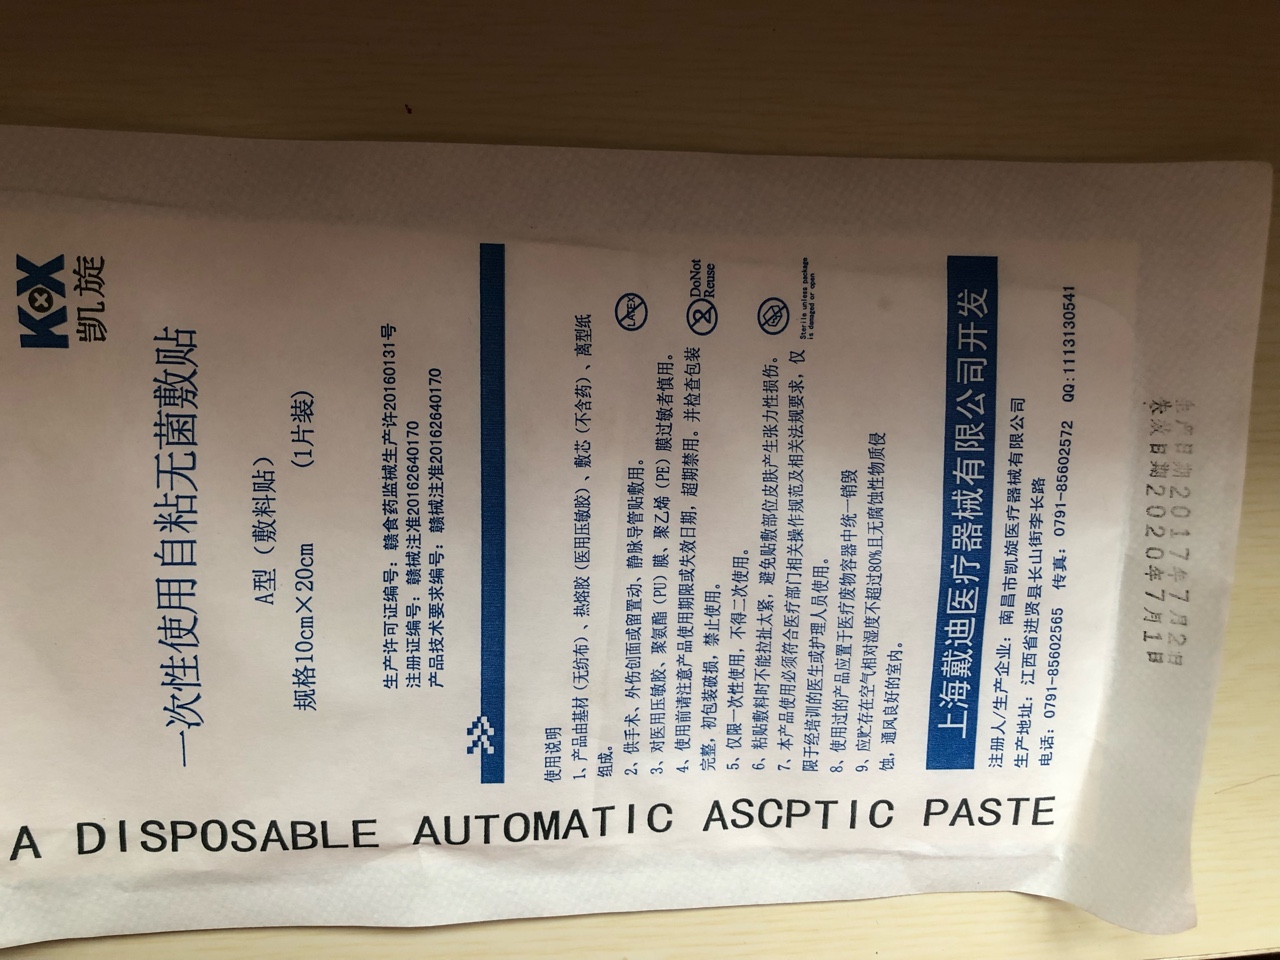 KX
凯旋
一次性使用自粘无菌敷贴
A型（敷料贴）
规格10cm×20cm （1片装）
生产许可证编号：赣食药监械生产许20160131号
注册证编号：赣械注准20162640170
产品技术要求编号：赣械注准20162640170
使用说明
1、产品由基材（无纺布）、热熔胶（医用压敏胶）、敷芯（不含药）、离型纸
组成。
2、供手术、外伤创面或留置动、静脉导管贴敷用。
3、对医用压敏胶、聚氨酯（PU）膜、聚乙烯（PE）膜过敏者慎用。
4、使用前请注意产品使用期限或失效日期，超期禁用。并检查包装
完整，初包装破损，禁止使用。
5、仅限一次性使用，不得二次使用。
6、粘贴敷料时不能拉扯太紧，避免贴敷部位皮肤产生张力性损伤。
7、本产品使用必须符合医疗部门相关操作规范及相关法规要求，仅
限于经培训的医生或护理人员使用。
8、使用过的产品应置于医疗废物容器中统一销毁
9、应贮存在空气相对湿度不超过80%且无腐蚀性物质侵
蚀，通风良好的室内。
LATEX
2
DoNot
Reuse
Sterile unless package
is damaged or open
上海戴迪医疗器械有限公司开发
注册人/生产企业：南昌市凯旋医疗器械有限公司
生产地址：江西省进贤县长山街李长路
电话：0791-85602565 传真：0791-85602572 QQ:1113130541
失效日期2020年7月1日
生产日期2017年7月2日
A DISPOSABLE AUTOMATIC ASCPTIC PASTE